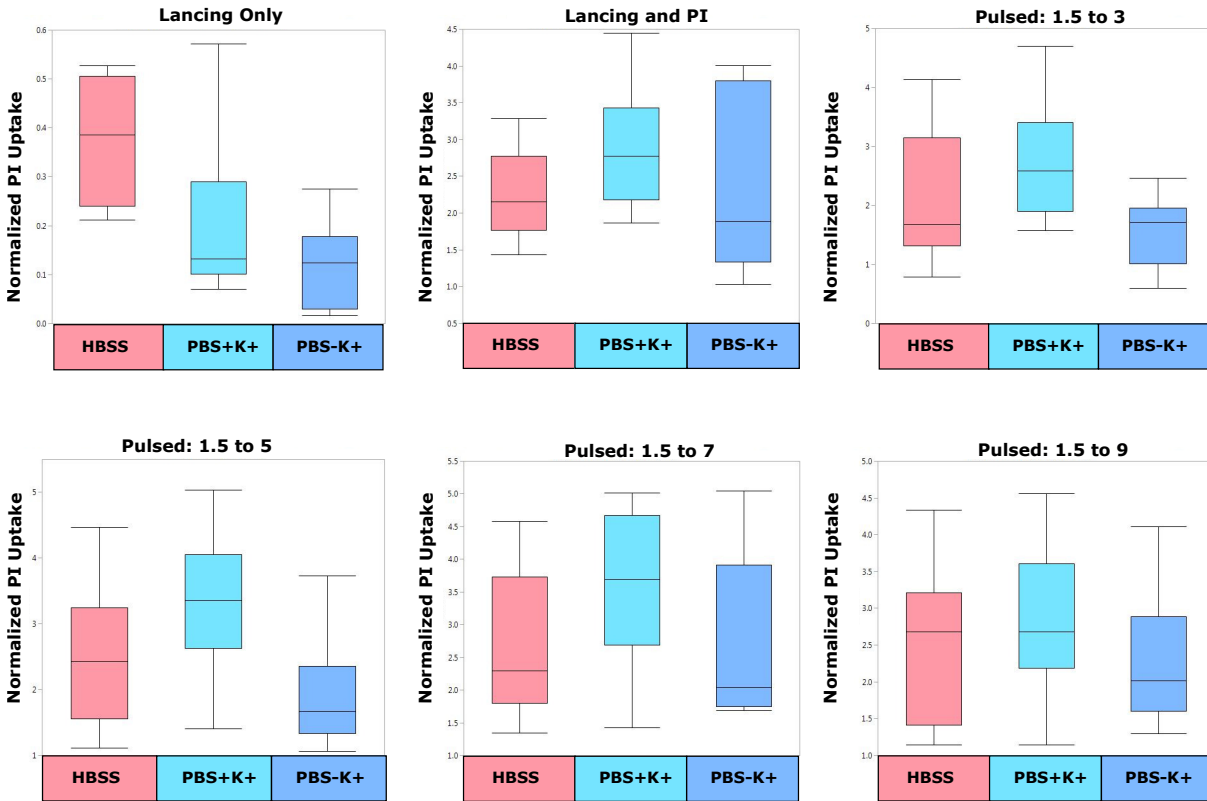 Lancing Only
Normalized PI Uptake
0.6
0.5
0.4
0.3
0.2
0.1
0.0
HBSS PBS+K+ PBS-K+
Lancing and PI
Normalized PI Uptake
4.5
4.0
3.5
3.0
2.5
2.0
1.5
1.0
0.5
HBSS PBS+K+ PBS-K+
Pulsed: 1.5 to 3
Normalized PI Uptake
5
4
3
2
1
0
HBSS PBS+K+ PBS-K+
Pulsed: 1.5 to 5
Normalized PI Uptake
5
4
3
2
1
HBSS PBS+K+ PBS-K+
Pulsed: 1.5 to 7
Normalized PI Uptake
5.5
5.0
4.5
4.0
3.5
3.0
2.5
2.0
1.5
1.0
HBSS PBS+K+ PBS-K+
Pulsed: 1.5 to 9
Normalized PI Uptake
5.0
4.5
4.0
3.5
3.0
2.5
2.0
1.5
1.0
HBSS PBS+K+ PBS-K+